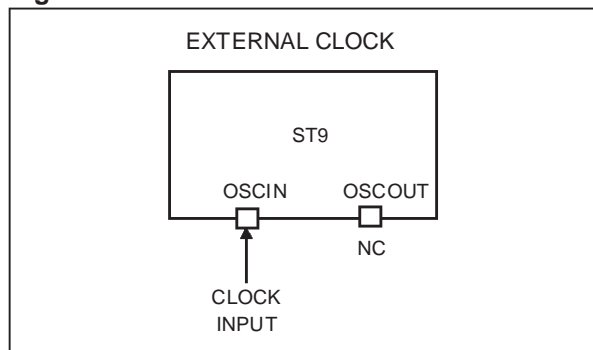 EXTERNAL CLOCK
ST9
OSCIN OSCOUT
NC
CLOCK
INPUT